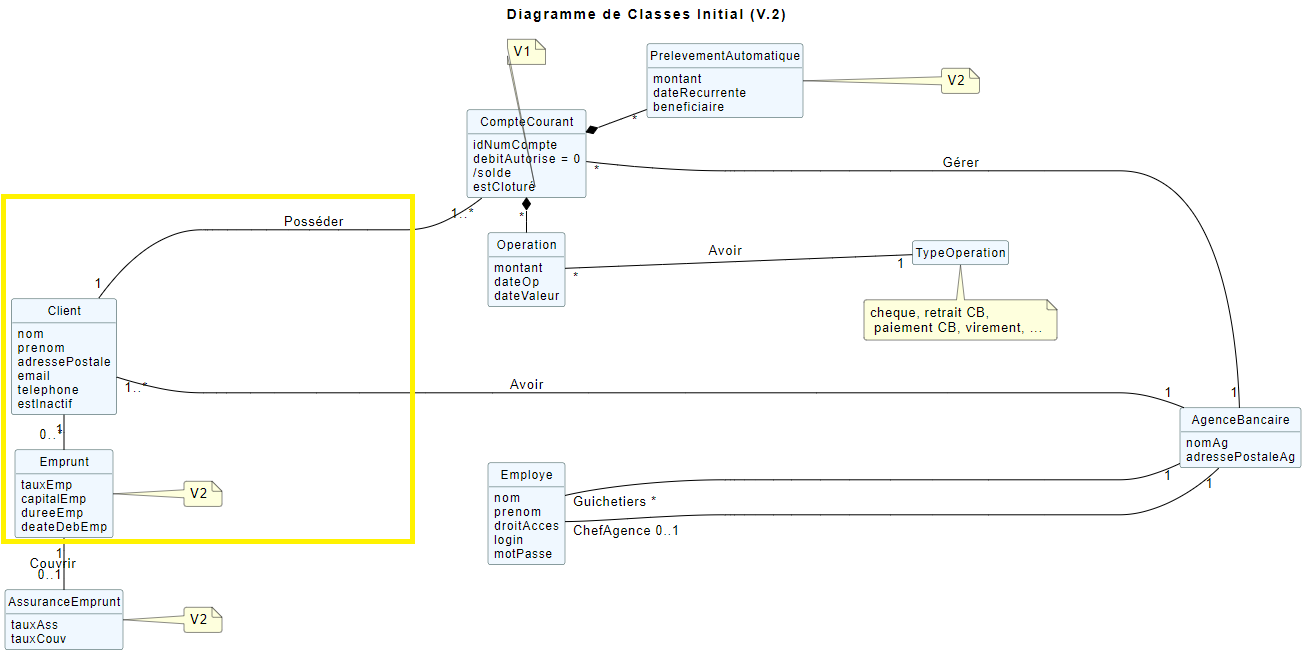 Diagramme de Classes Initial (V.2)
V1
PrelevementAutomatique
montant
dateRecurrente
beneficiaire
V2
*
CompteCourant
idNumCompte
debitAutorise = 0
/solde
estCloturé
*
Gérer
1..*
*
Posséder
1
Operation
montant
dateOp
dateValeur
*
Avoir
1
TypeOperation
cheque, retrait CB,
paiement CB, virement, ...
Client
nom
prenom
adressePostale
email
telephone
estInactif
1..*
Avoir
1
1
AgenceBancaire
nomAg
adressePostaleAg
1
0..*
Emprunt
tauxEmp
capitalEmp
dureeEmp
deateDebEmp
V2
Employe
nom
prenom
droitAcces
login
motPasse
Guichetiers *
1
ChefAgence 0..1
1
1
Couvrir
0..1
AssuranceEmprunt
tauxAss
tauxCouv
V2